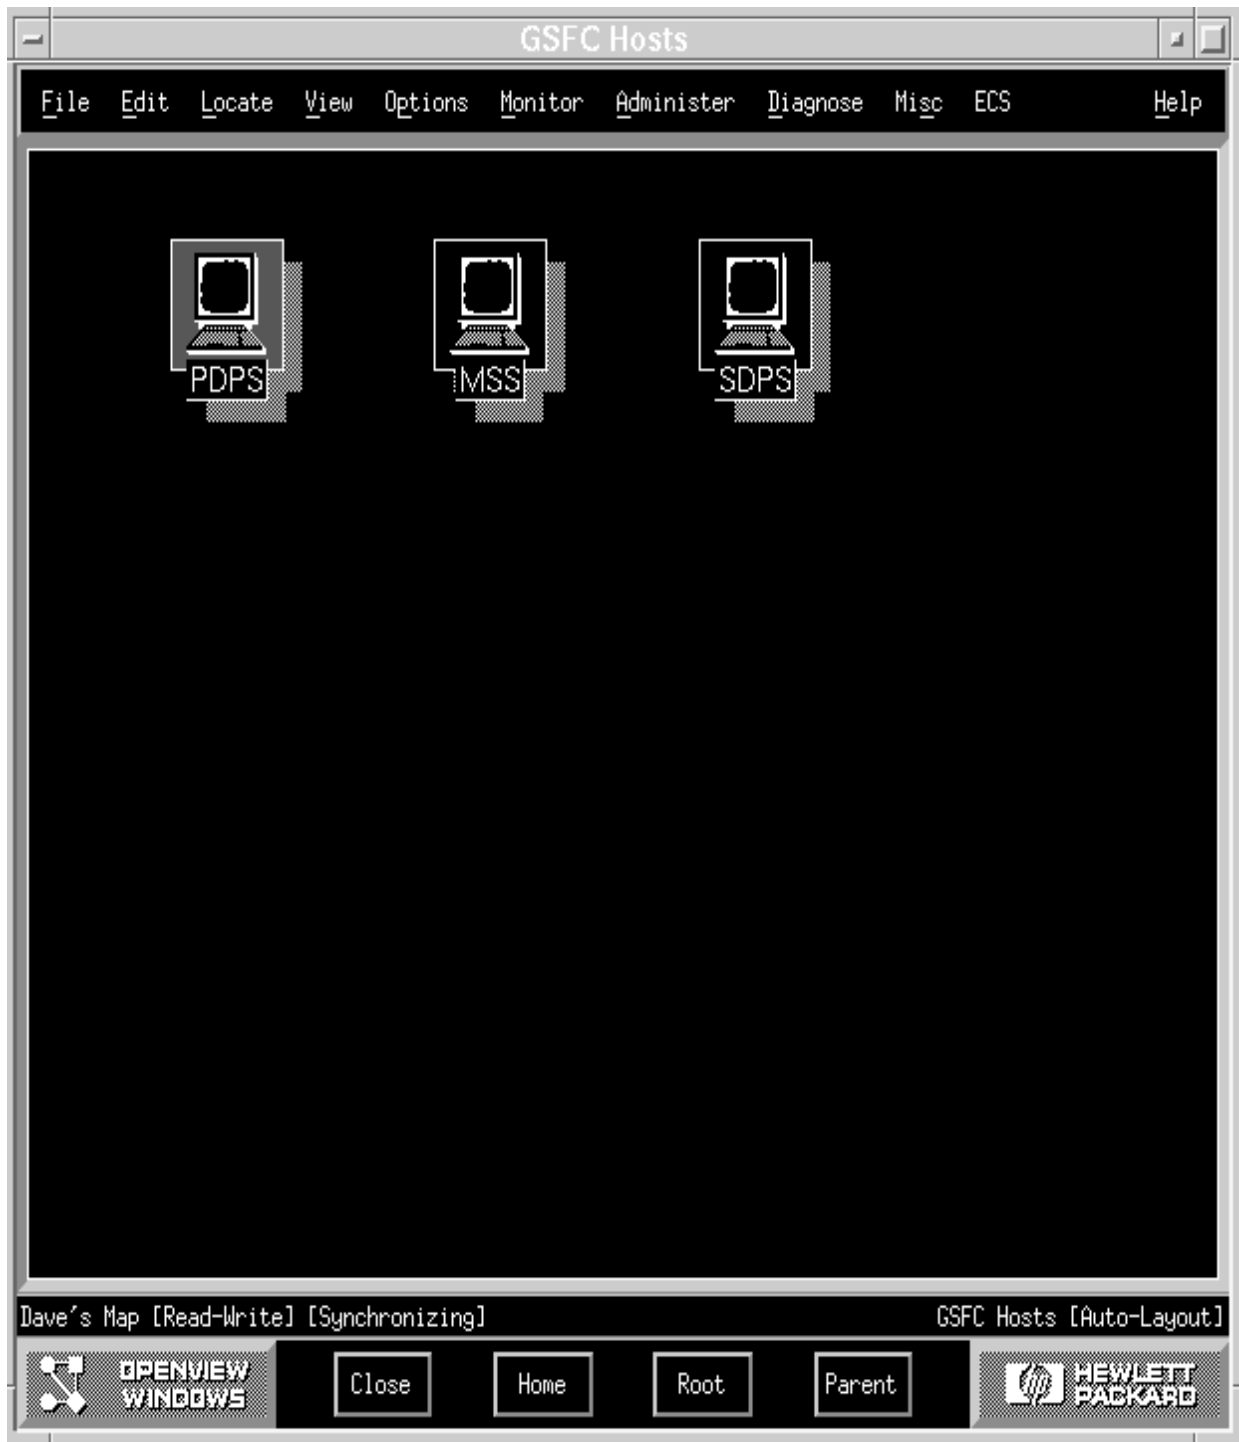 GSFC Hosts
File Edit Locate View Options Monitor Administer Diagnose Misc ECS Help
PDPS MSS SDPS
Dave's Map [Read-Write] [Synchronizing] GSFC Hosts [Auto-Layout]
OPENVIEW
WINDOWS
Close Home Root Parent
hp HEWLETT
PACKARD